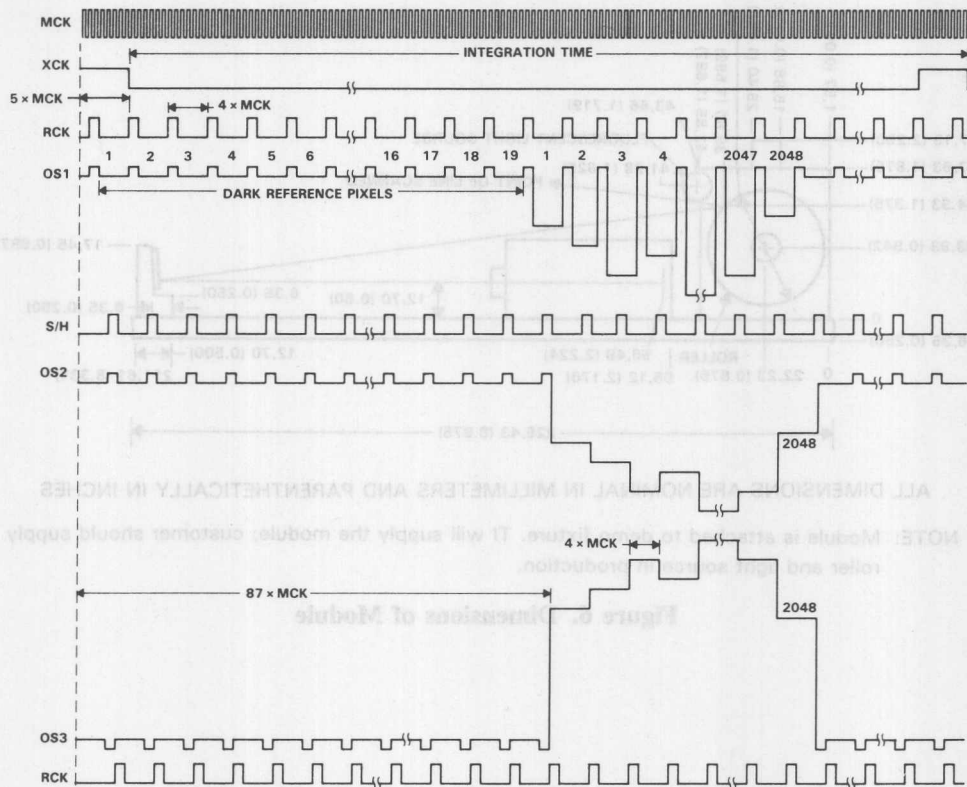 MCK
INTEGRATION TIME
XCK
5 × MCK
4 × MCK
RCK
1 2 3 4 5 6 16 17 18 19 1 2 3 4 2047 2048
OS1
DARK REFERENCE PIXELS
S/H
OS2
2048
ALL DIMENSIONS ARE NOMINAL IN MILLIMETERS AND PARENTHETICALLY IN INCHES
NOTE: Module is attached to demo fixture. TI will supply the module; customer should supply
roller and light source in production.
4 × MCK
87 × MCK
Figure 6. Dimensions of Module
2048
OS3
RCK